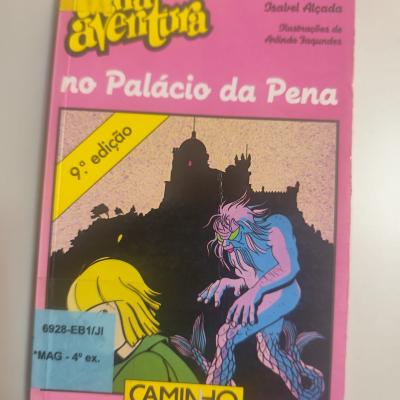 aventura
Isabel Alçada
Ilustrações de
Arlindo Fagundes
no Palácio da Pena
9.ª edição
6928-EB1/JI
*MAG - 4º ex.
CAMINHO